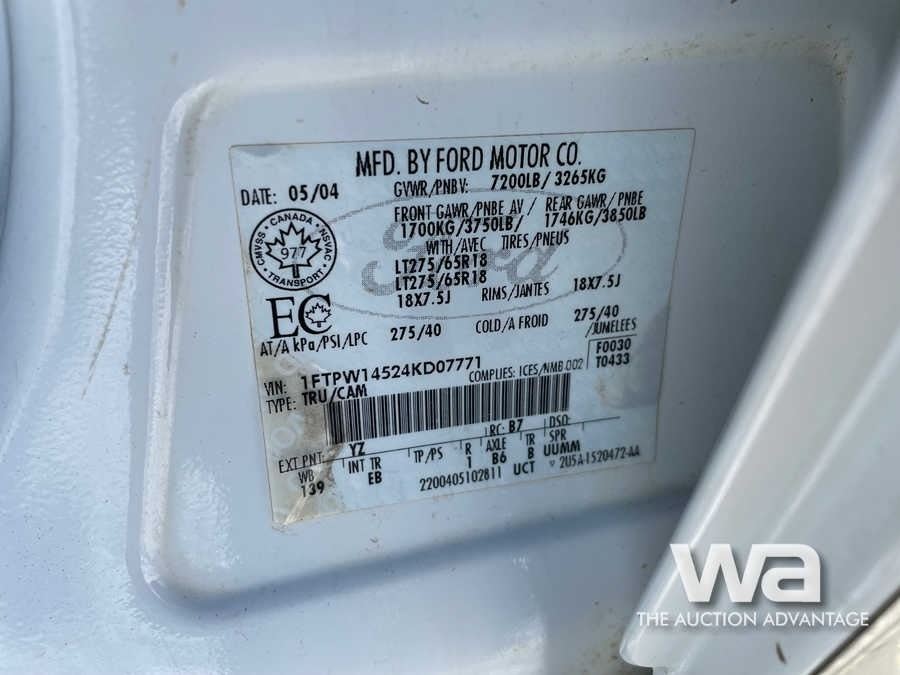 MFD. BY FORD MOTOR CO.
DATE: 05/04 GVWR/PNBV: 7200LB/ 3265KG
FRONT GAWR/PNBE AV / REAR GAWR/ PNBE
1700KG/3750LB/ 1746KG/3850LB
WITH/AVEC TIRES/PNEUS
LT275/65R18
LT275/65R18
18X7.5J RIMS/JANTES 18X7.5J
CANADA
CMVSS NSVAC
977
TRANSPORT
Ford
EC
AT/A kPa/PSI/LPC 275/40 COLD/A FROID 275/40
/JUMELEES
VIN: 1FTPW14524KD07771 COMPLIES: ICES/NMB.002 F0030
TYPE: TRU/CAM T0433
EXT PNT: YZ RC: B7 DSO:
WB INT TR TP/PS R AXLE TR SPR
139 EB 1 B6 B UUMM
2200405102811 UCT 2U5A-1520472-AA
wa
THE AUCTION ADVANTAGE